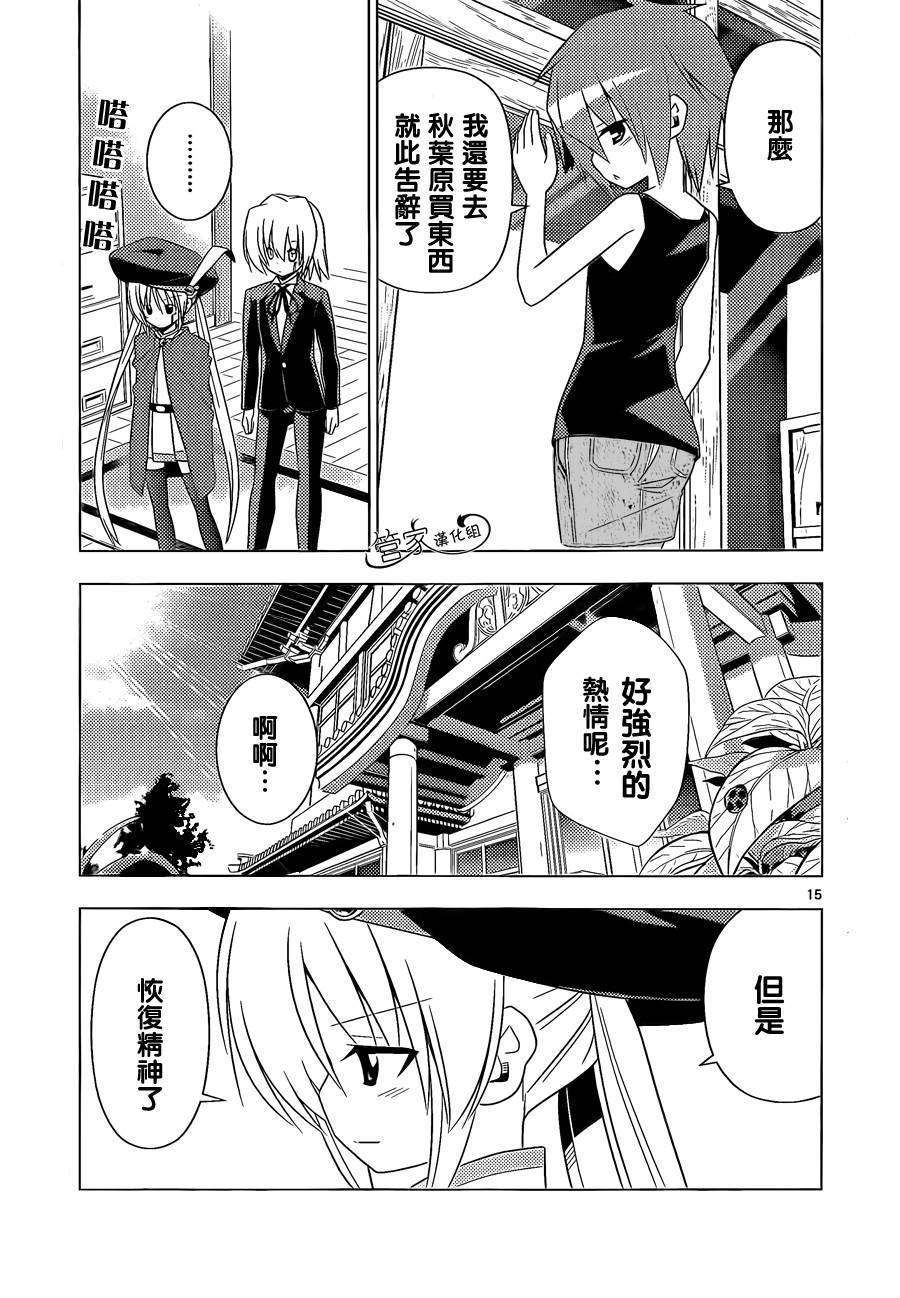 那麼
我還要去
秋葉原買東西
就此告辭了
………
嗒嗒嗒嗒
管家漢化組
好強烈的
熱情呢…
啊啊…
15
但是
恢復精神了